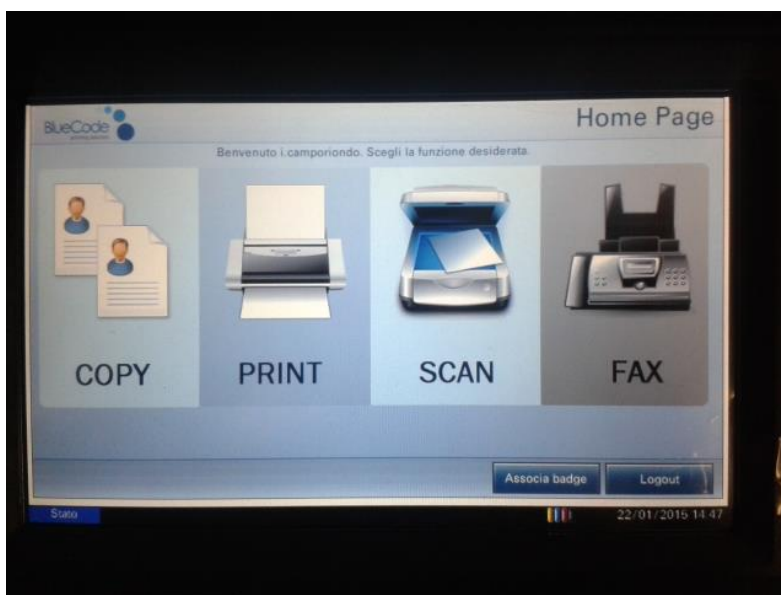 BlueCode
Home Page
Benvenuto i.camporiondo. Scegli la funzione desiderata.
COPY
PRINT
SCAN
FAX
Associa badge
Logout
Stato
22/01/2015 14.47